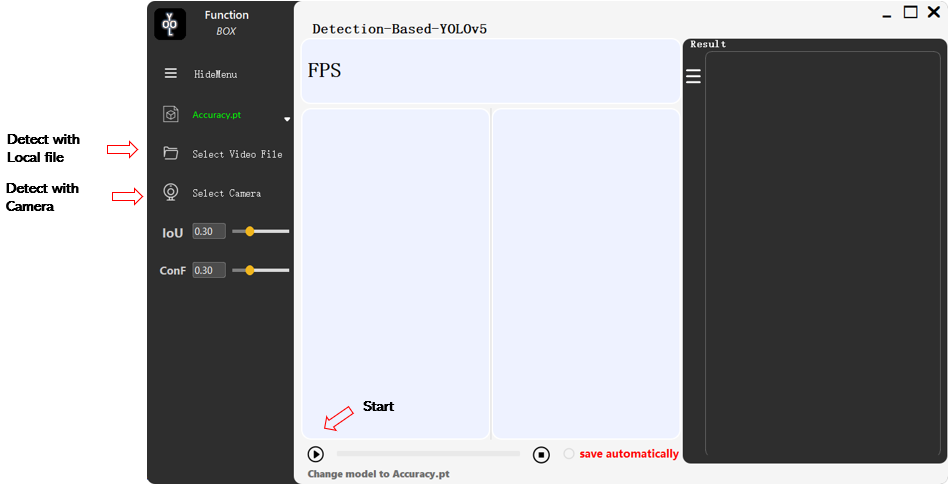 YOOL
Function
BOX
Detection-Based-YOLOv5
Result
FPS
HideMenu
Accuracy.pt
Detect with
Local file
Select Video File
Detect with
Camera
Select Camera
IoU 0.30
ConF 0.30
Start
save automatically
Change model to Accuracy.pt